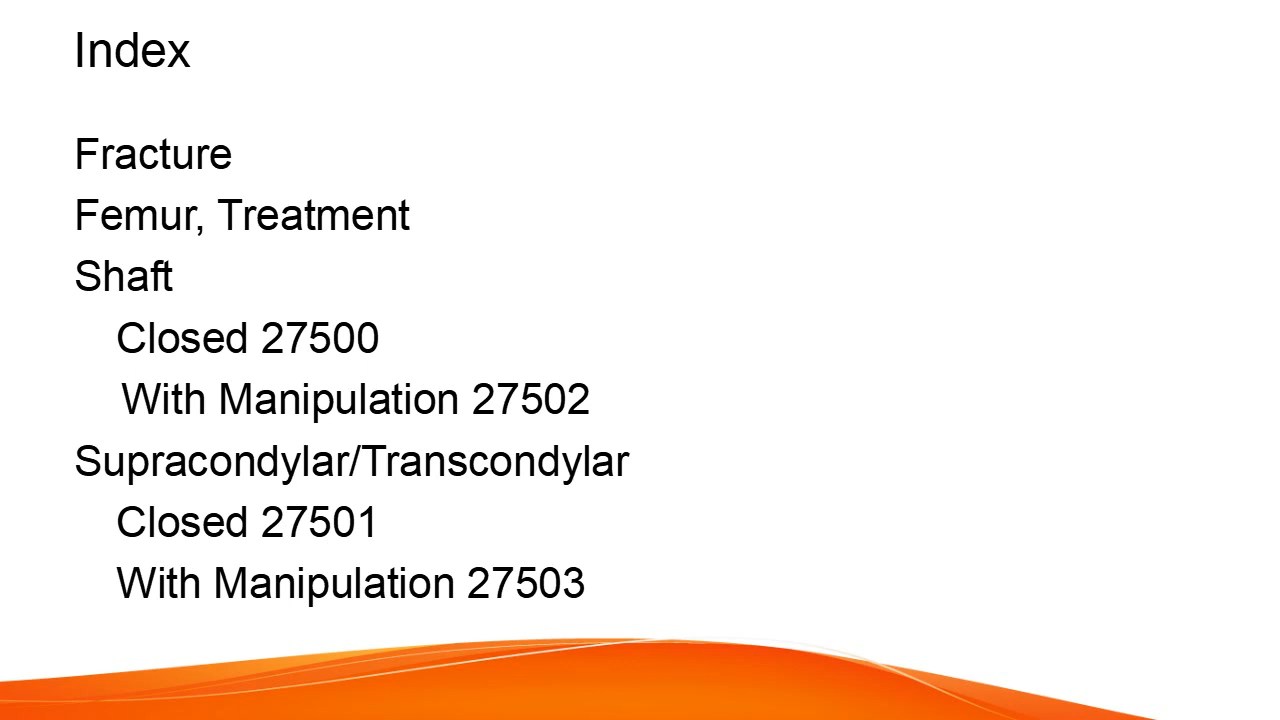 Index
Fracture
Femur, Treatment
Shaft
Closed 27500
With Manipulation 27502
Supracondylar/Transcondylar
Closed 27501
With Manipulation 27503